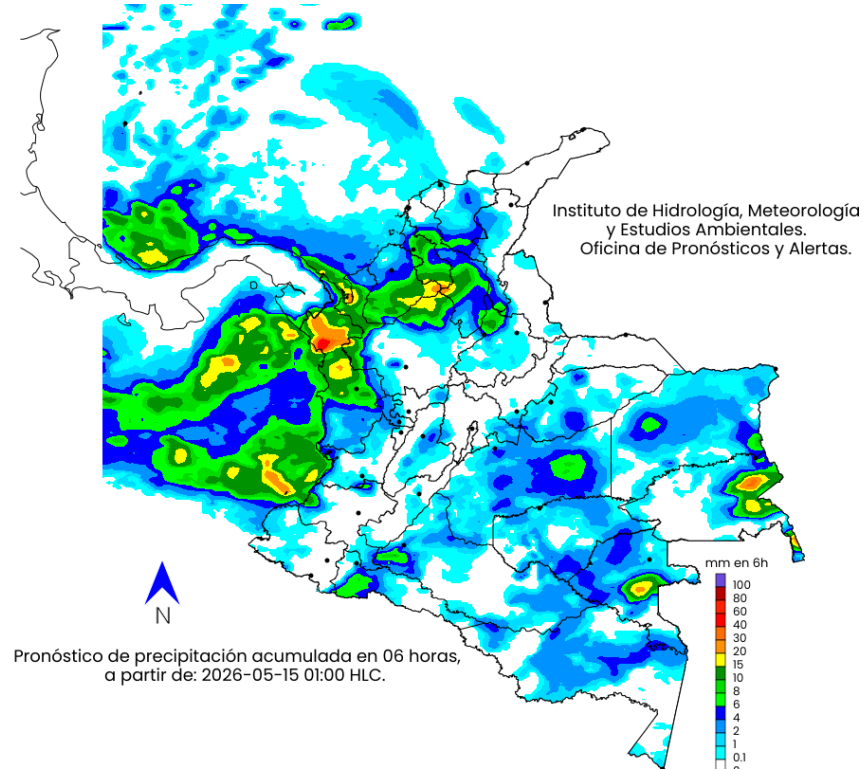 Instituto de Hidrología, Meteorología
y Estudios Ambientales.
Oficina de Pronósticos y Alertas.
mm en 6h
100
80
60
40
30
20
15
10
8
6
4
2
1
0.1
0
N
Pronóstico de precipitación acumulada en 06 horas,
a partir de: 2026-05-15 01:00 HLC.